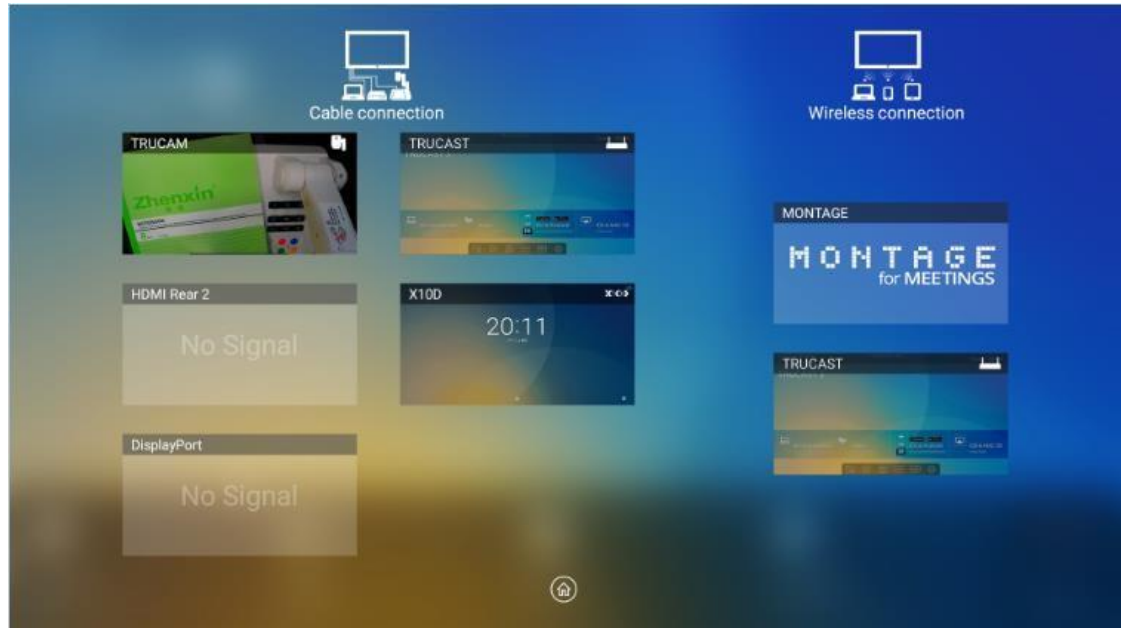 Cable connection
Wireless connection
TRUCAM
Zhenxin
TRUCAST
HDMI Rear 2
No Signal
X10D
20:11
DisplayPort
No Signal
MONTAGE
MONTAGE
for MEETINGS
TRUCAST